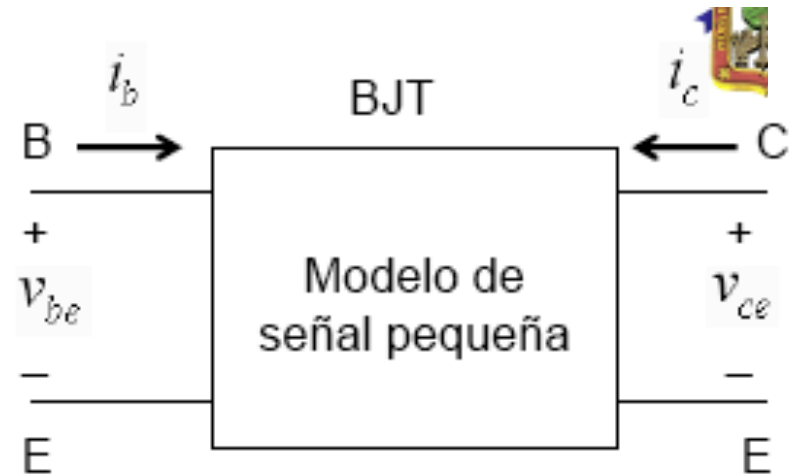 i_b BJT i_c
B C
+ +
Modelo de
v_be v_ce
señal pequeña
– –
E E